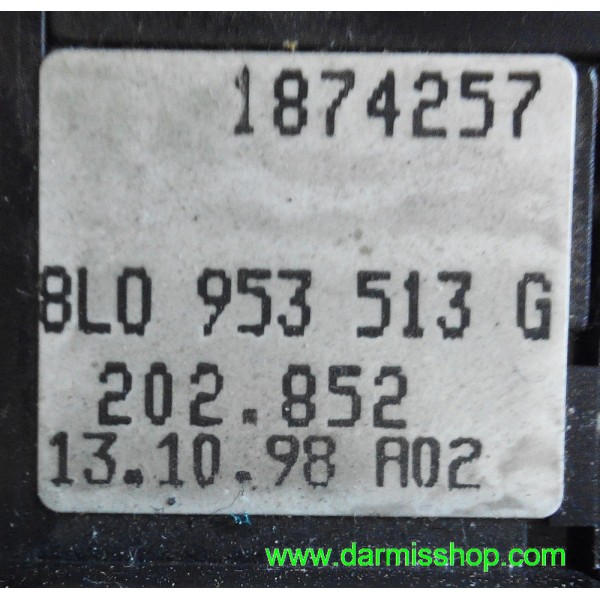 1874257
8L0 953 513 G
202.852
13.10.98 A02
www.darmisshop.com